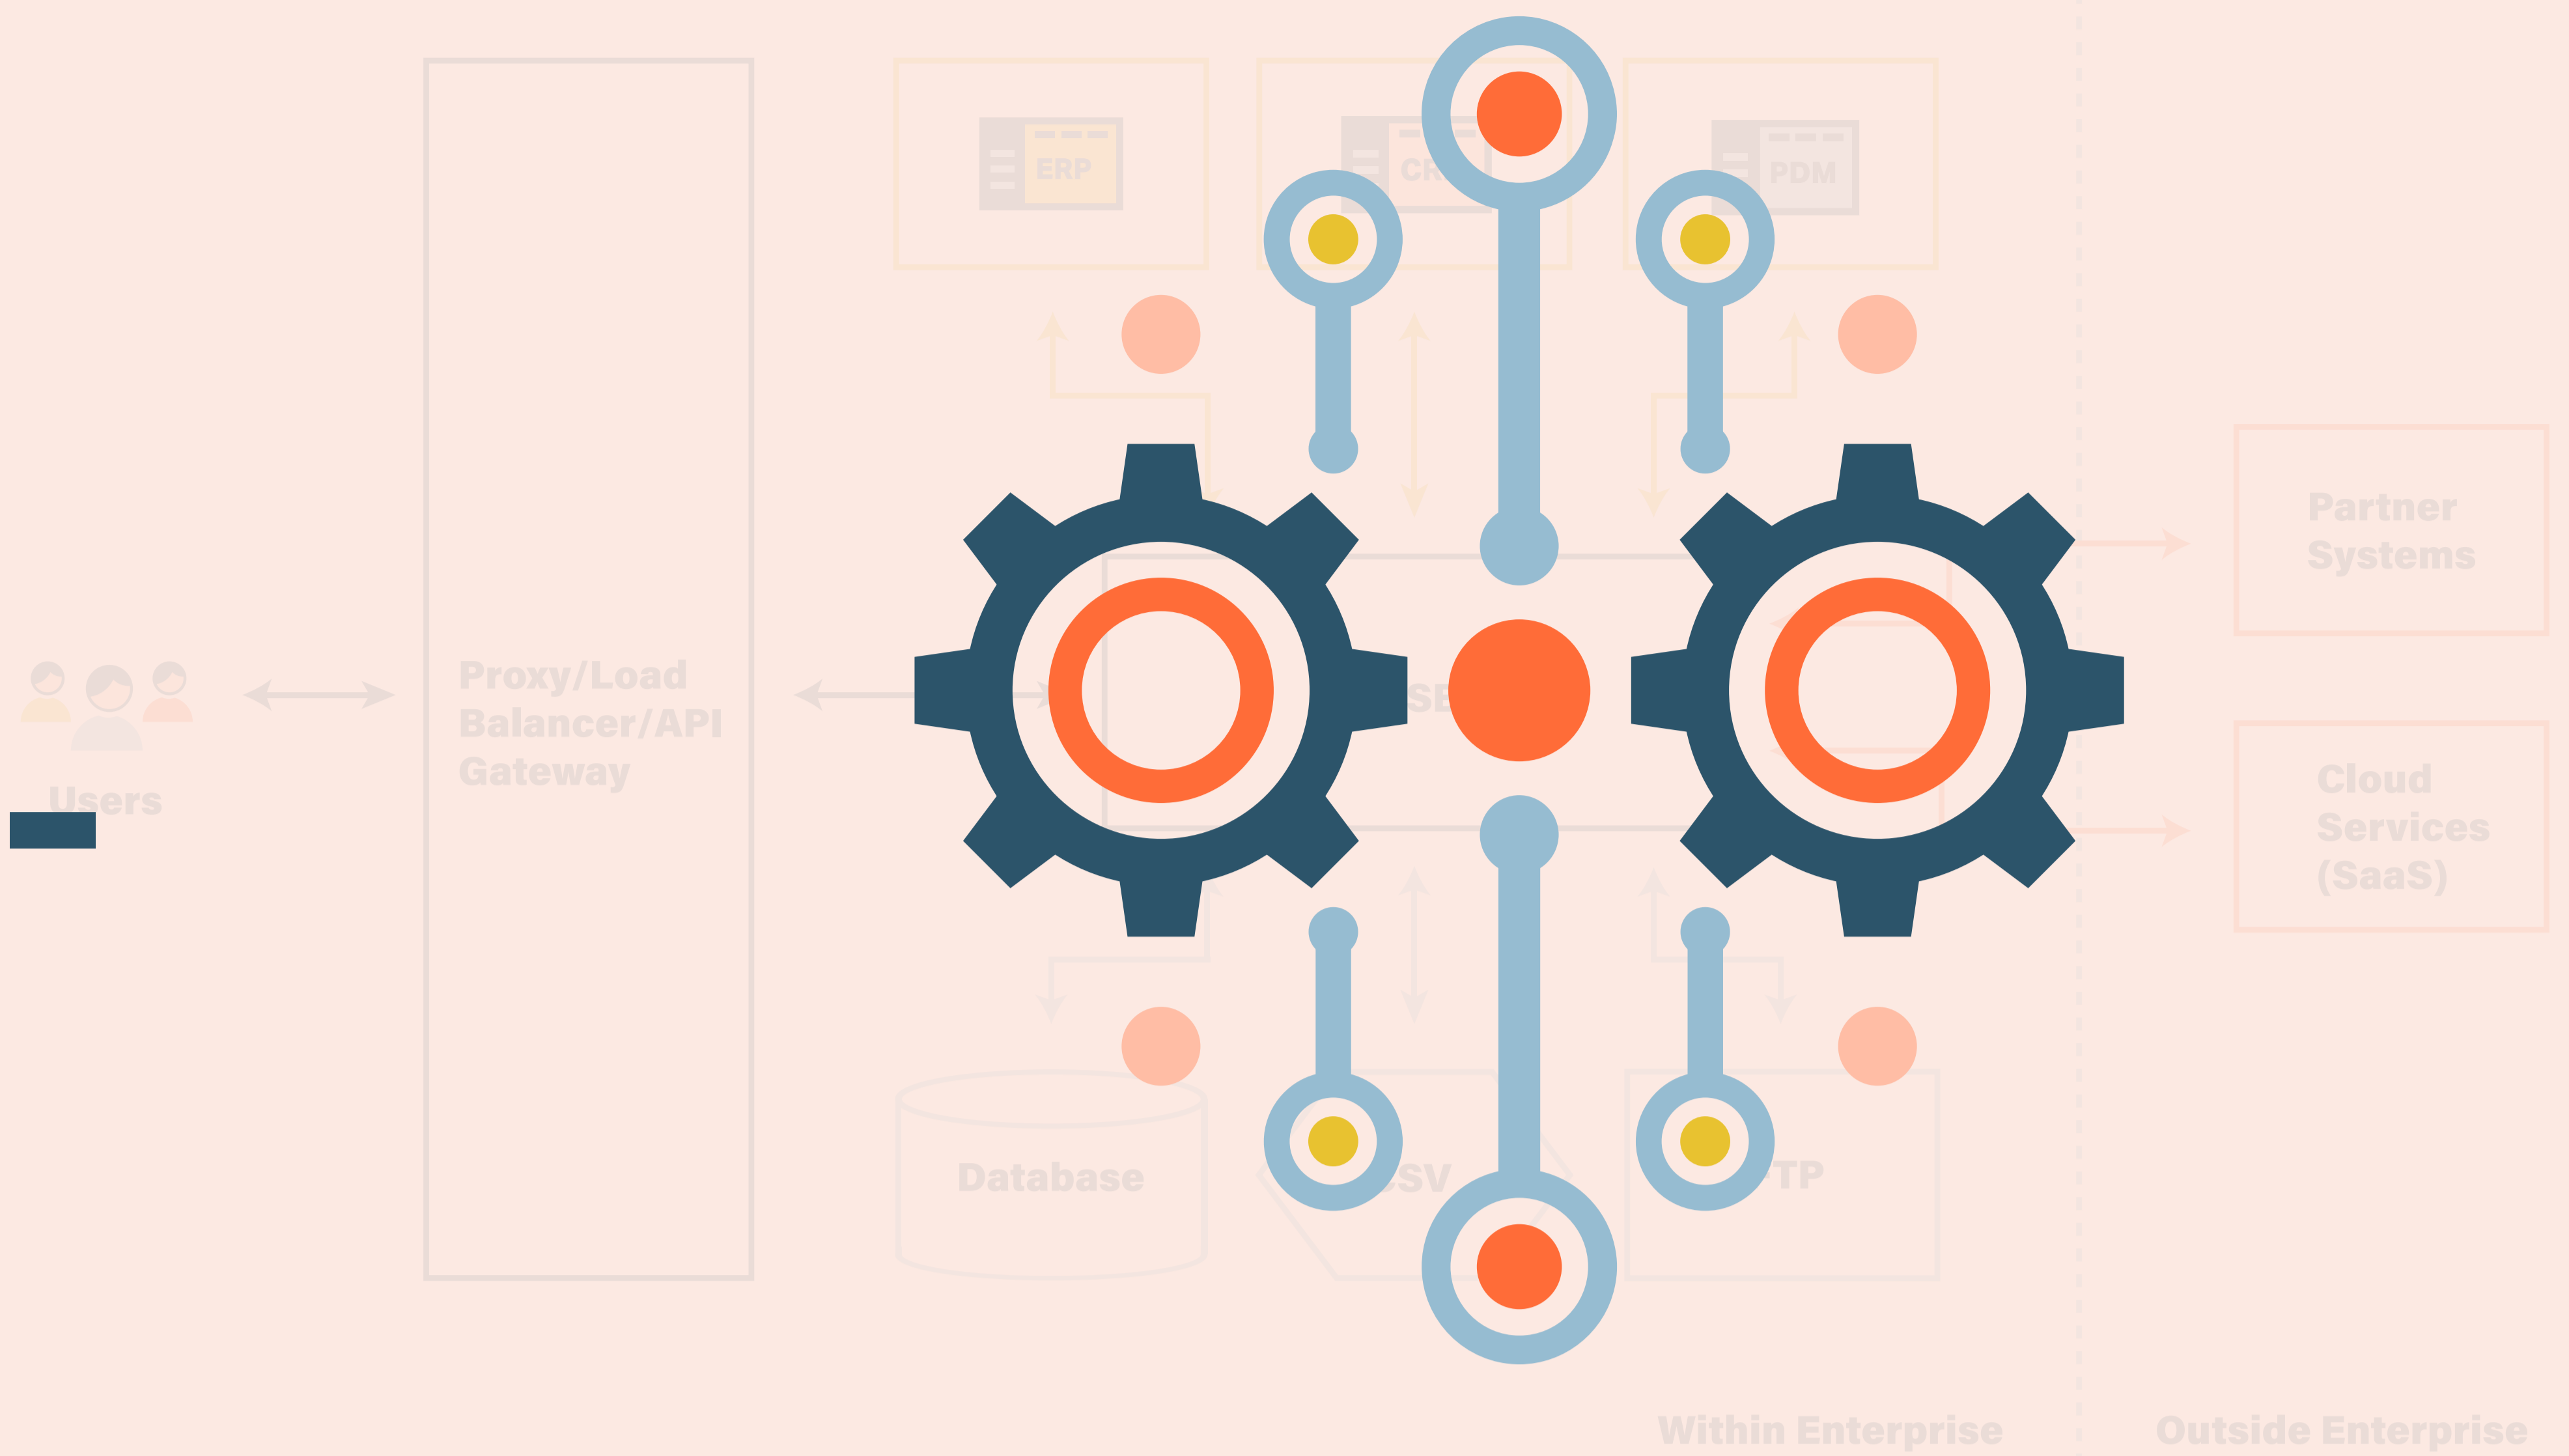 ERP
PDM
Partner
Systems
Proxy/Load
Balancer/API
Gateway
Users
Cloud
Services
(SaaS)
Database
Within Enterprise
Outside Enterprise